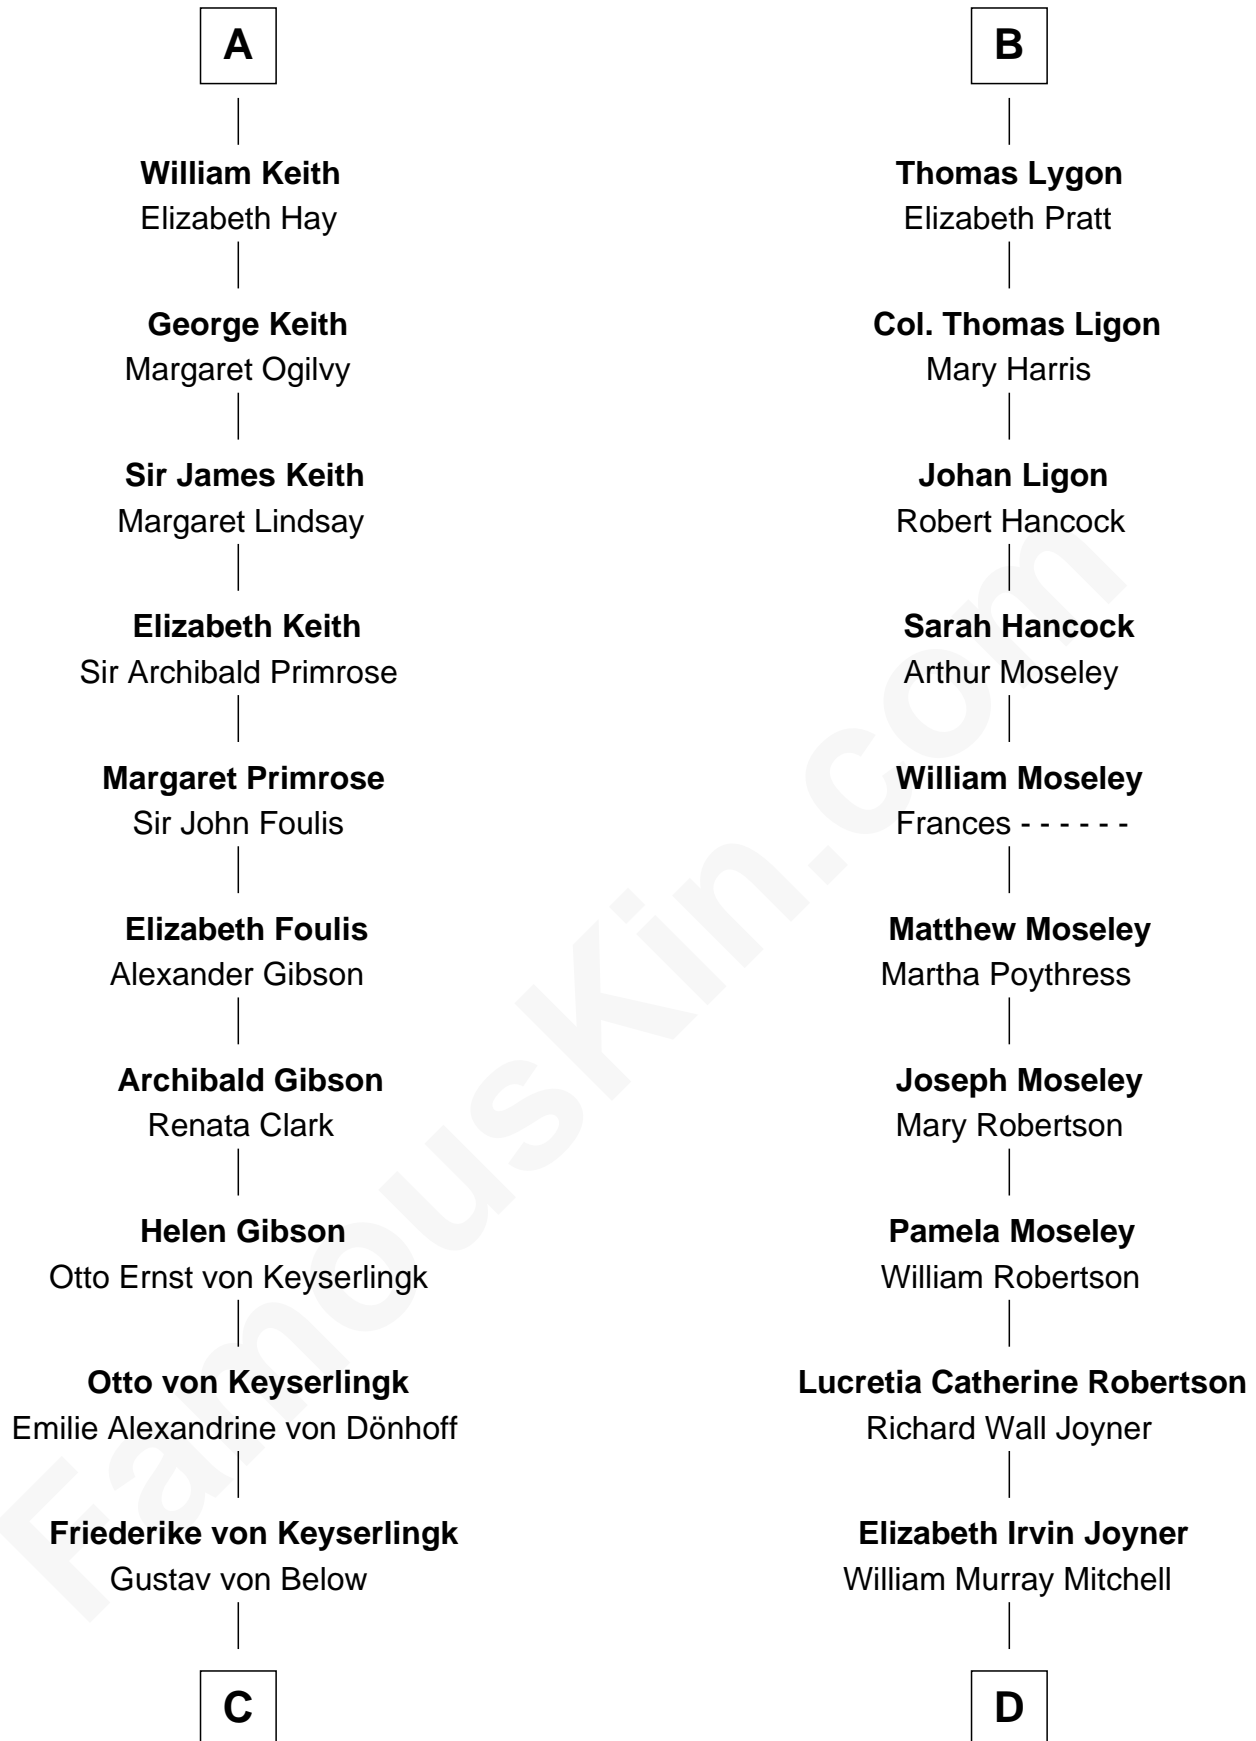 A
William Keith
Elizabeth Hay
George Keith
Margaret Ogilvy
Sir James Keith
Margaret Lindsay
Elizabeth Keith
Sir Archibald Primrose
Margaret Primrose
Sir John Foulis
Elizabeth Foulis
Alexander Gibson
Archibald Gibson
Renata Clark
Helen Gibson
Otto Ernst von Keyserlingk
Otto von Keyserlingk
Emilie Alexandrine von Dönhoff
Friederike von Keyserlingk
Gustav von Below
C
B
Thomas Lygon
Elizabeth Pratt
Col. Thomas Ligon
Mary Harris
Johan Ligon
Robert Hancock
Sarah Hancock
Arthur Moseley
William Moseley
Frances - - - - - -
Matthew Moseley
Martha Poythress
Joseph Moseley
Mary Robertson
Pamela Moseley
William Robertson
Lucretia Catherine Robertson
Richard Wall Joyner
Elizabeth Irvin Joyner
William Murray Mitchell
D
FamousKin.com